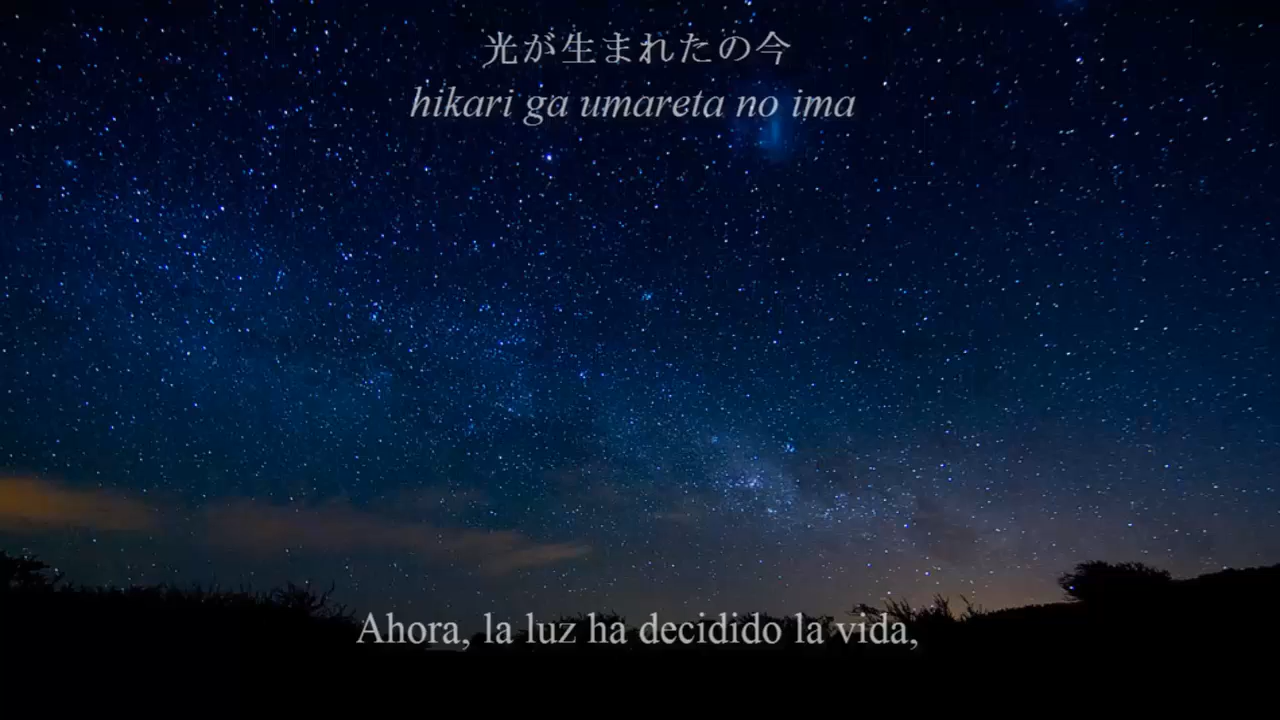 光が生まれたの今
hikari ga umareta no ima
Ahora, la luz ha decidido la vida,